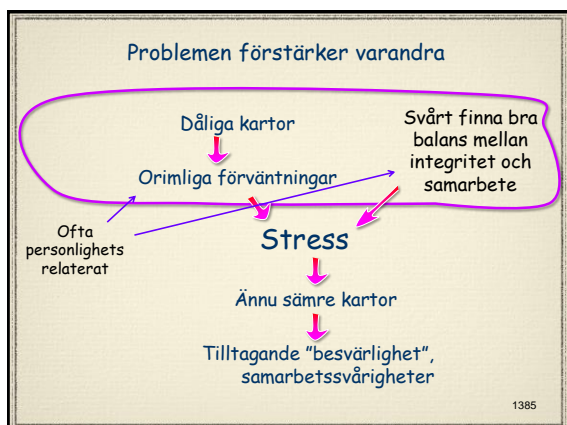 Problemen förstärker varandra
Dåliga kartor
Orimliga förväntningar
Svårt finna bra
balans mellan
integritet och
samarbete
Ofta
personlighets
relaterat
Stress
Ännu sämre kartor
Tilltagande ”besvärlighet”,
samarbetssvårigheter
1385